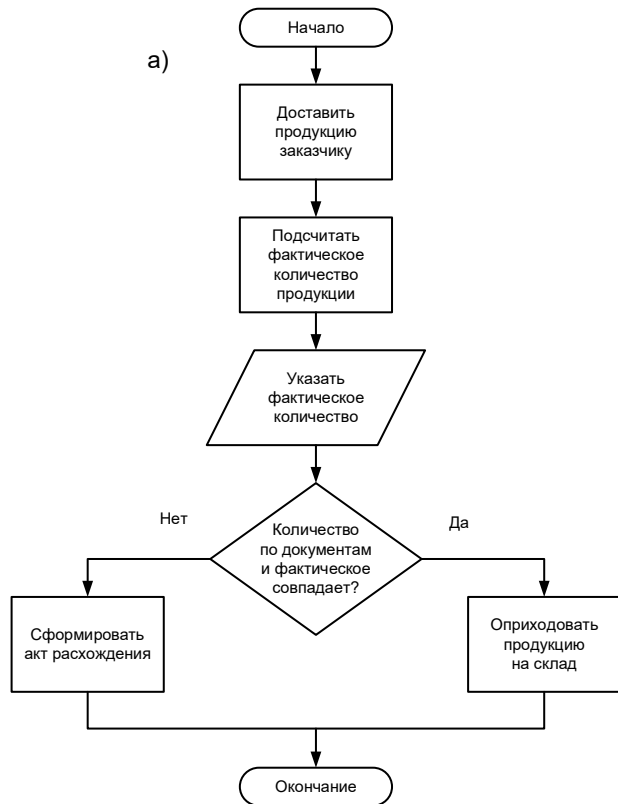 Начало
а)
Доставить
продукцию
заказчику
Подсчитать
фактическое
количество
продукции
Указать
фактическое
количество
Нет
Да
Количество
по документам
и фактическое
совпадает?
Сформировать
акт расхождения
Оприходовать
продукцию
на склад
Окончание